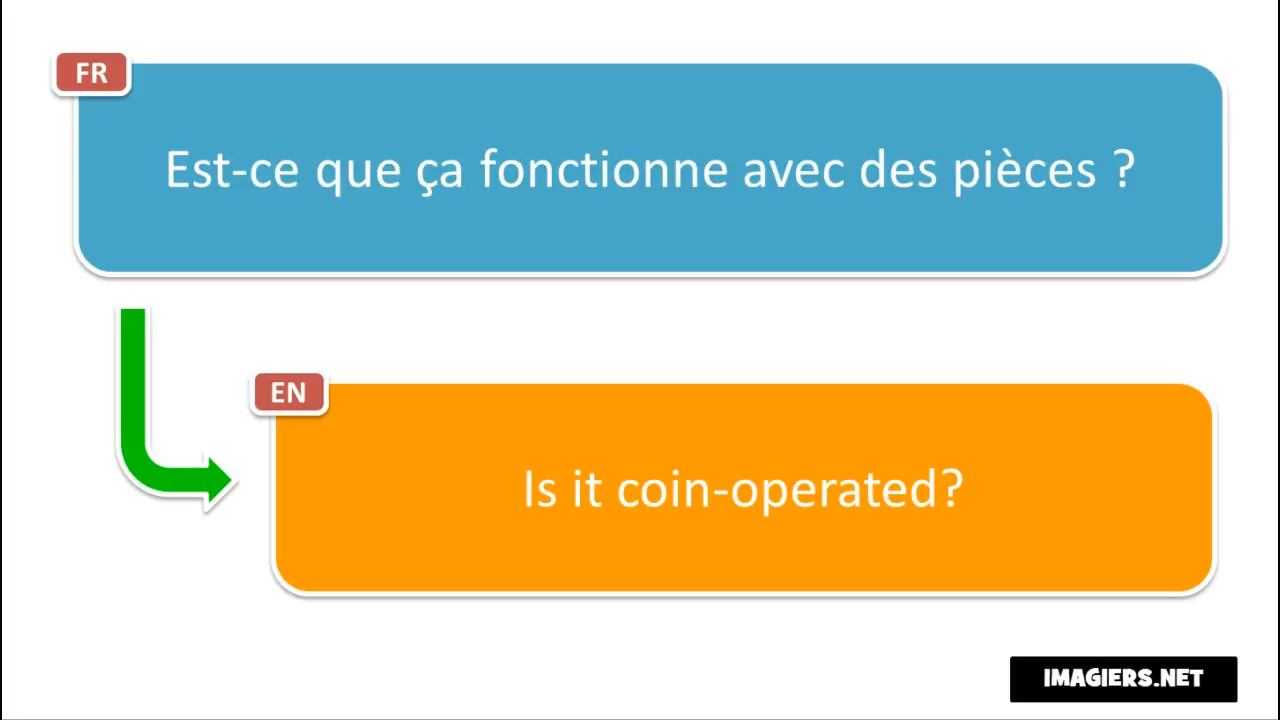 FR
Est-ce que ça fonctionne avec des pièces ?
EN
Is it coin-operated?
IMAGIERS.NET